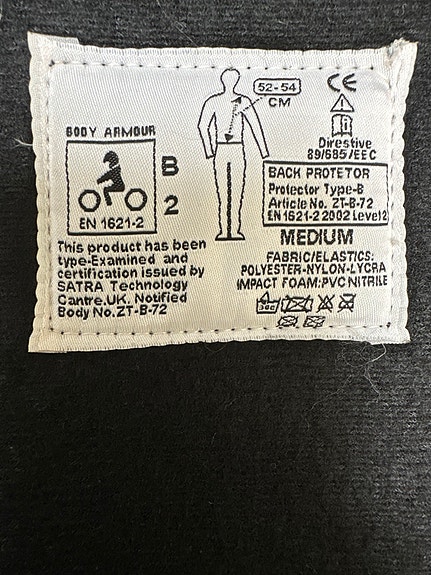 52-54
CM
CE
BODY ARMOUR
B
2
EN 1621-2
Directive
89/685/EEC
BACK PROTETOR
Protector Type-B
Article No. ZT-B-72
EN 1621-2 2002 Level2
MEDIUM
FABRIC/ELASTICS:
POLYESTER-NYLON-LYCRA
IMPACT FOAM:PVC NITRILE
This product has been
type-Examined and
certification issued by
SATRA Technology
Cantre.UK. Notified
Body No.ZT-B-72